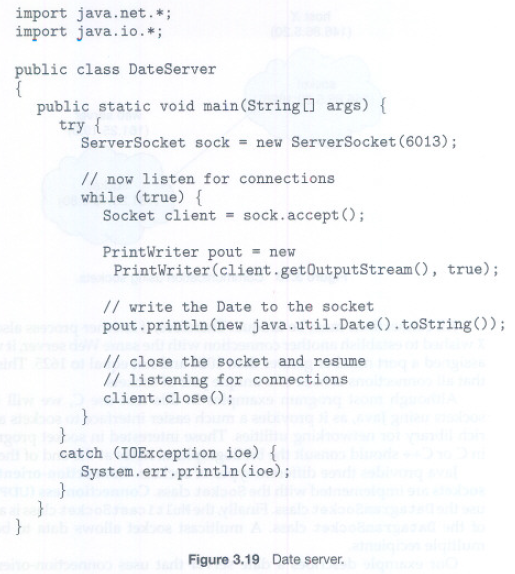 import java.net.*;
import java.io.*;
public class DateServer
{
public static void main(String[] args) {
try {
ServerSocket sock = new ServerSocket(6013);
// now listen for connections
while (true) {
Socket client = sock.accept();
PrintWriter pout = new
PrintWriter(client.getOutputStream(), true);
// write the Date to the socket
pout.println(new java.util.Date().toString());
// close the socket and resume
// listening for connections
client.close();
}
}
catch (IOException ioe) {
System.err.println(ioe);
}
}
}
Figure 3.19 Date server.